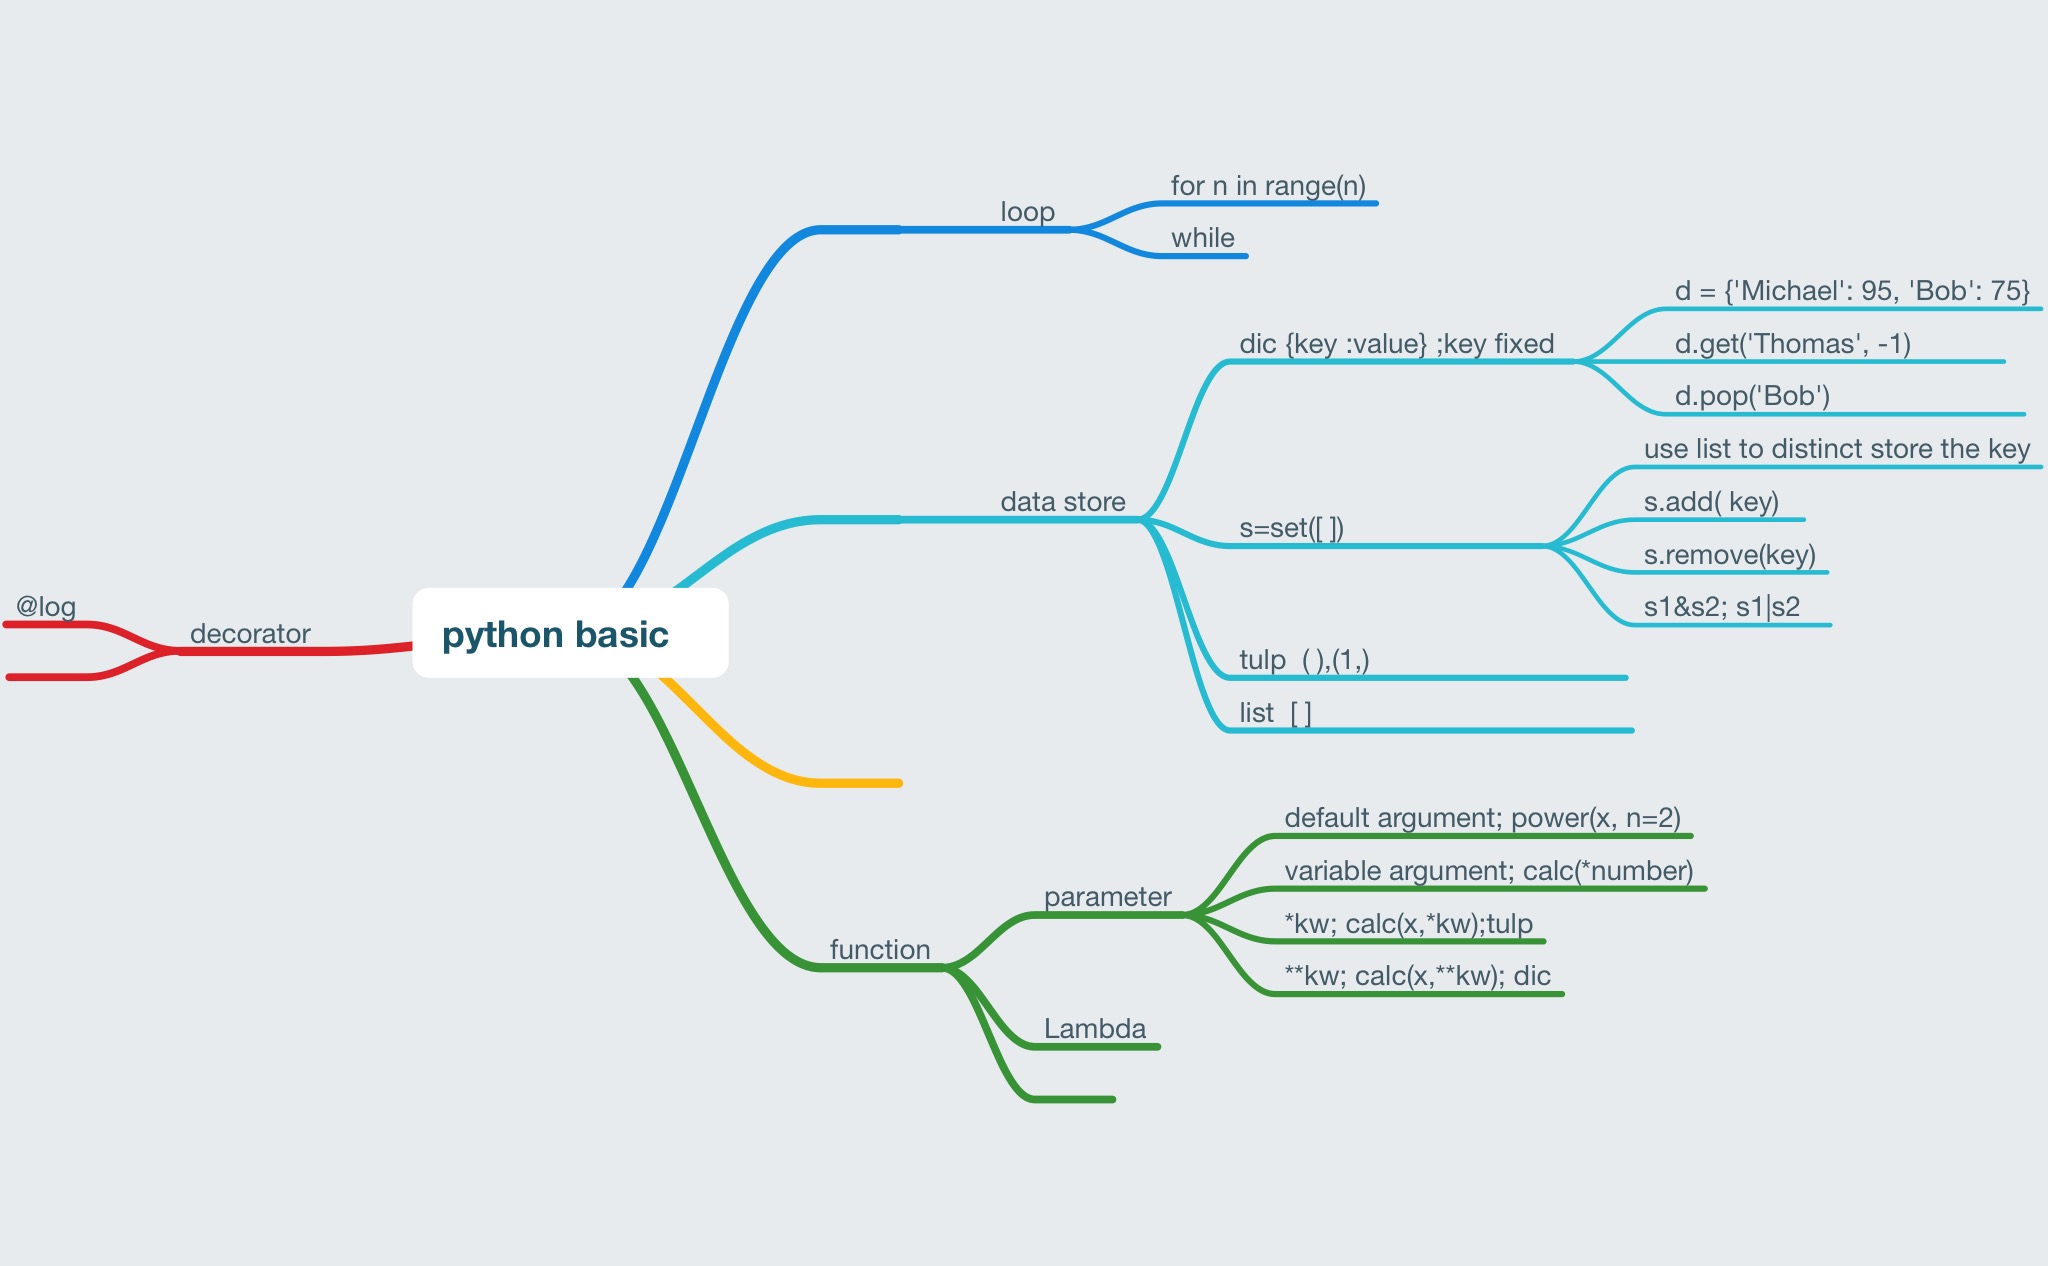 python basic
loop
for n in range(n)
while
data store
dic {key :value} ;key fixed
d = {'Michael': 95, 'Bob': 75}
d.get('Thomas', -1)
d.pop('Bob')
s=set([ ])
use list to distinct store the key
s.add( key)
s.remove(key)
s1&s2; s1|s2
tulp  ( ),(1,)
list  [ ]
function
parameter
default argument; power(x, n=2)
variable argument; calc(*number)
*kw; calc(x,*kw);tulp
**kw; calc(x,**kw); dic
Lambda
decorator
@log